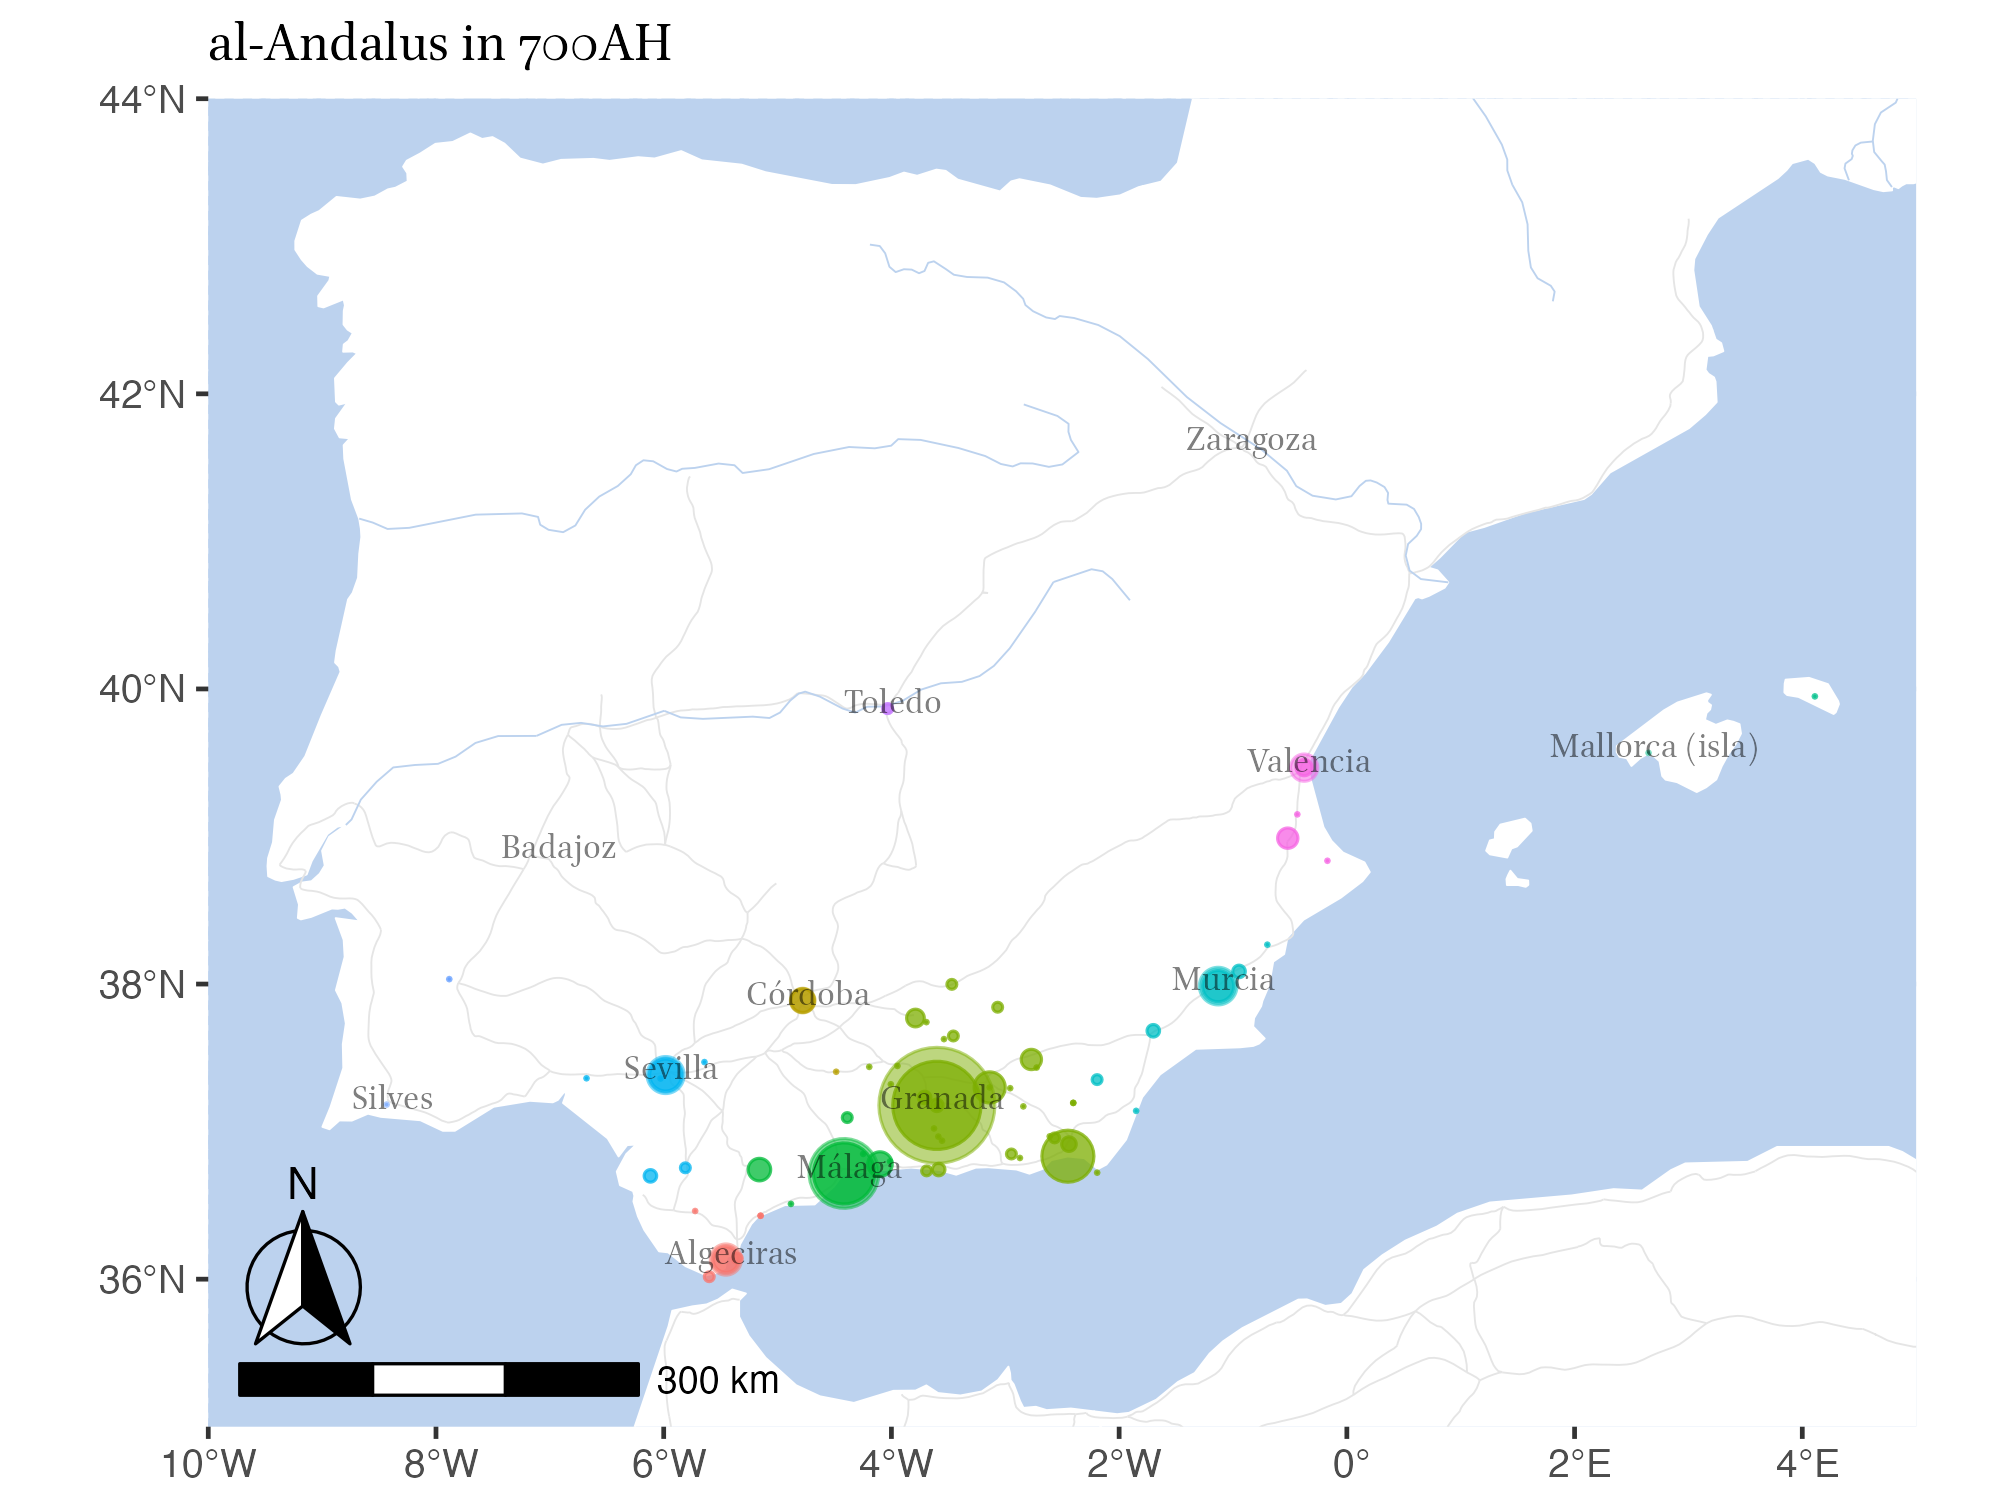 al-Andalus in 700AH
44°N
42°N
Zaragoza
40°N
Toledo
Mallorca (isla)
Valencia
Badajoz
38°N
Murcia
Córdoba
Sevilla
Silves
Granada
Málaga
N
Algeciras
36°N
300 km
10°W 8°W 6°W 4°W 2°W 0° 2°E 4°E